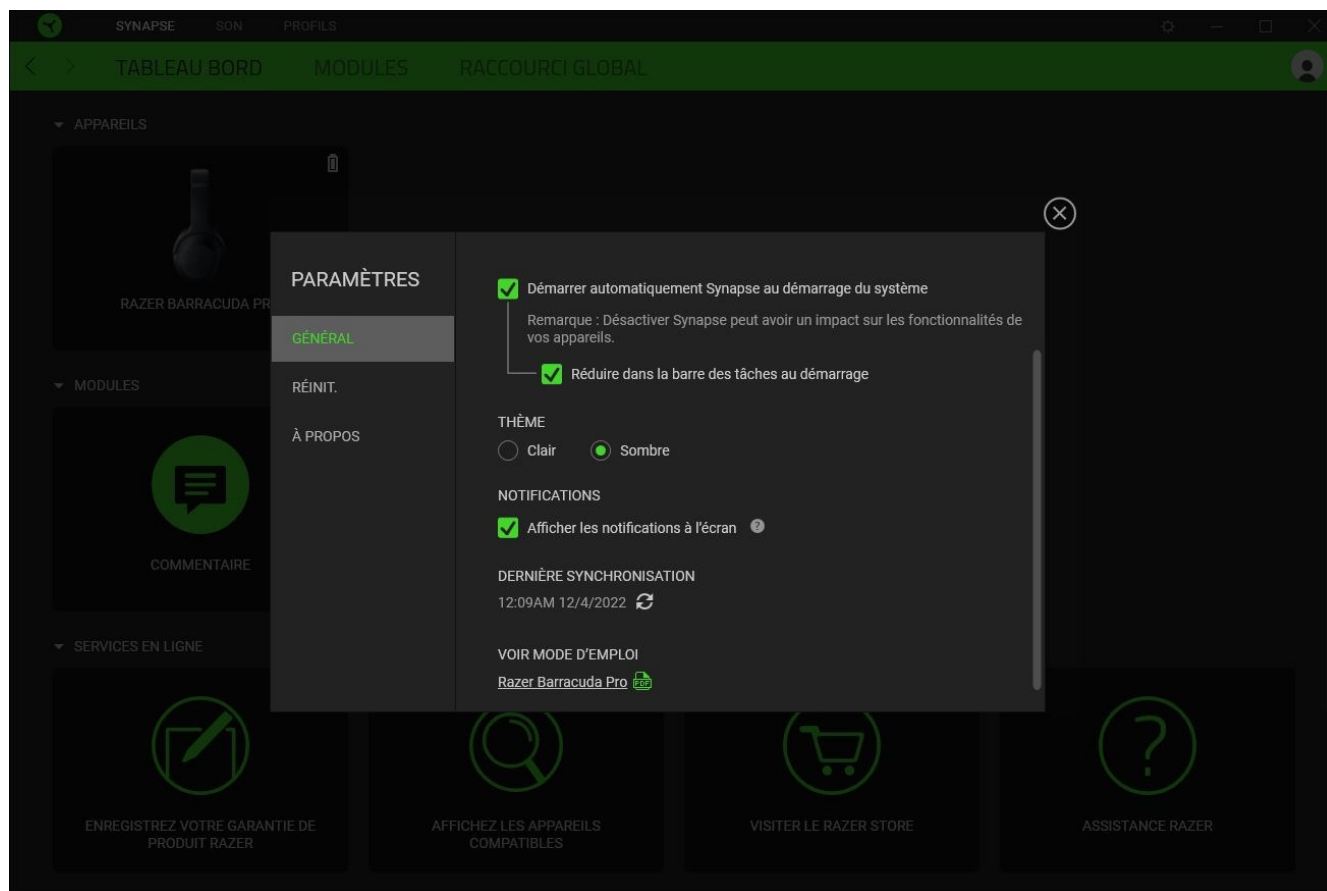 SYNAPSE SON PROFILS
TABLEAU BORD MODULES RACCOURCI GLOBAL
APPAREILS
RAZER BARRACUDA PR
PARAMÈTRES
GÉNÉRAL
RÉINIT.
À PROPOS
Démarrer automatiquement Synapse au démarrage du système
Remarque : Désactiver Synapse peut avoir un impact sur les fonctionnalités de
vos appareils.
Réduire dans la barre des tâches au démarrage
THÈME
Clair Sombre
NOTIFICATIONS
Afficher les notifications à l'écran ?
DERNIÈRE SYNCHRONISATION
12:09AM 12/4/2022
VOIR MODE D'EMPLOI
Razer Barracuda Pro PDF
MODULES
COMMENTAIRE
SERVICES EN LIGNE
ENREGISTREZ VOTRE GARANTIE DE
PRODUIT RAZER
AFFICHEZ LES APPAREILS
COMPATIBLES
VISITER LE RAZER STORE
ASSISTANCE RAZER